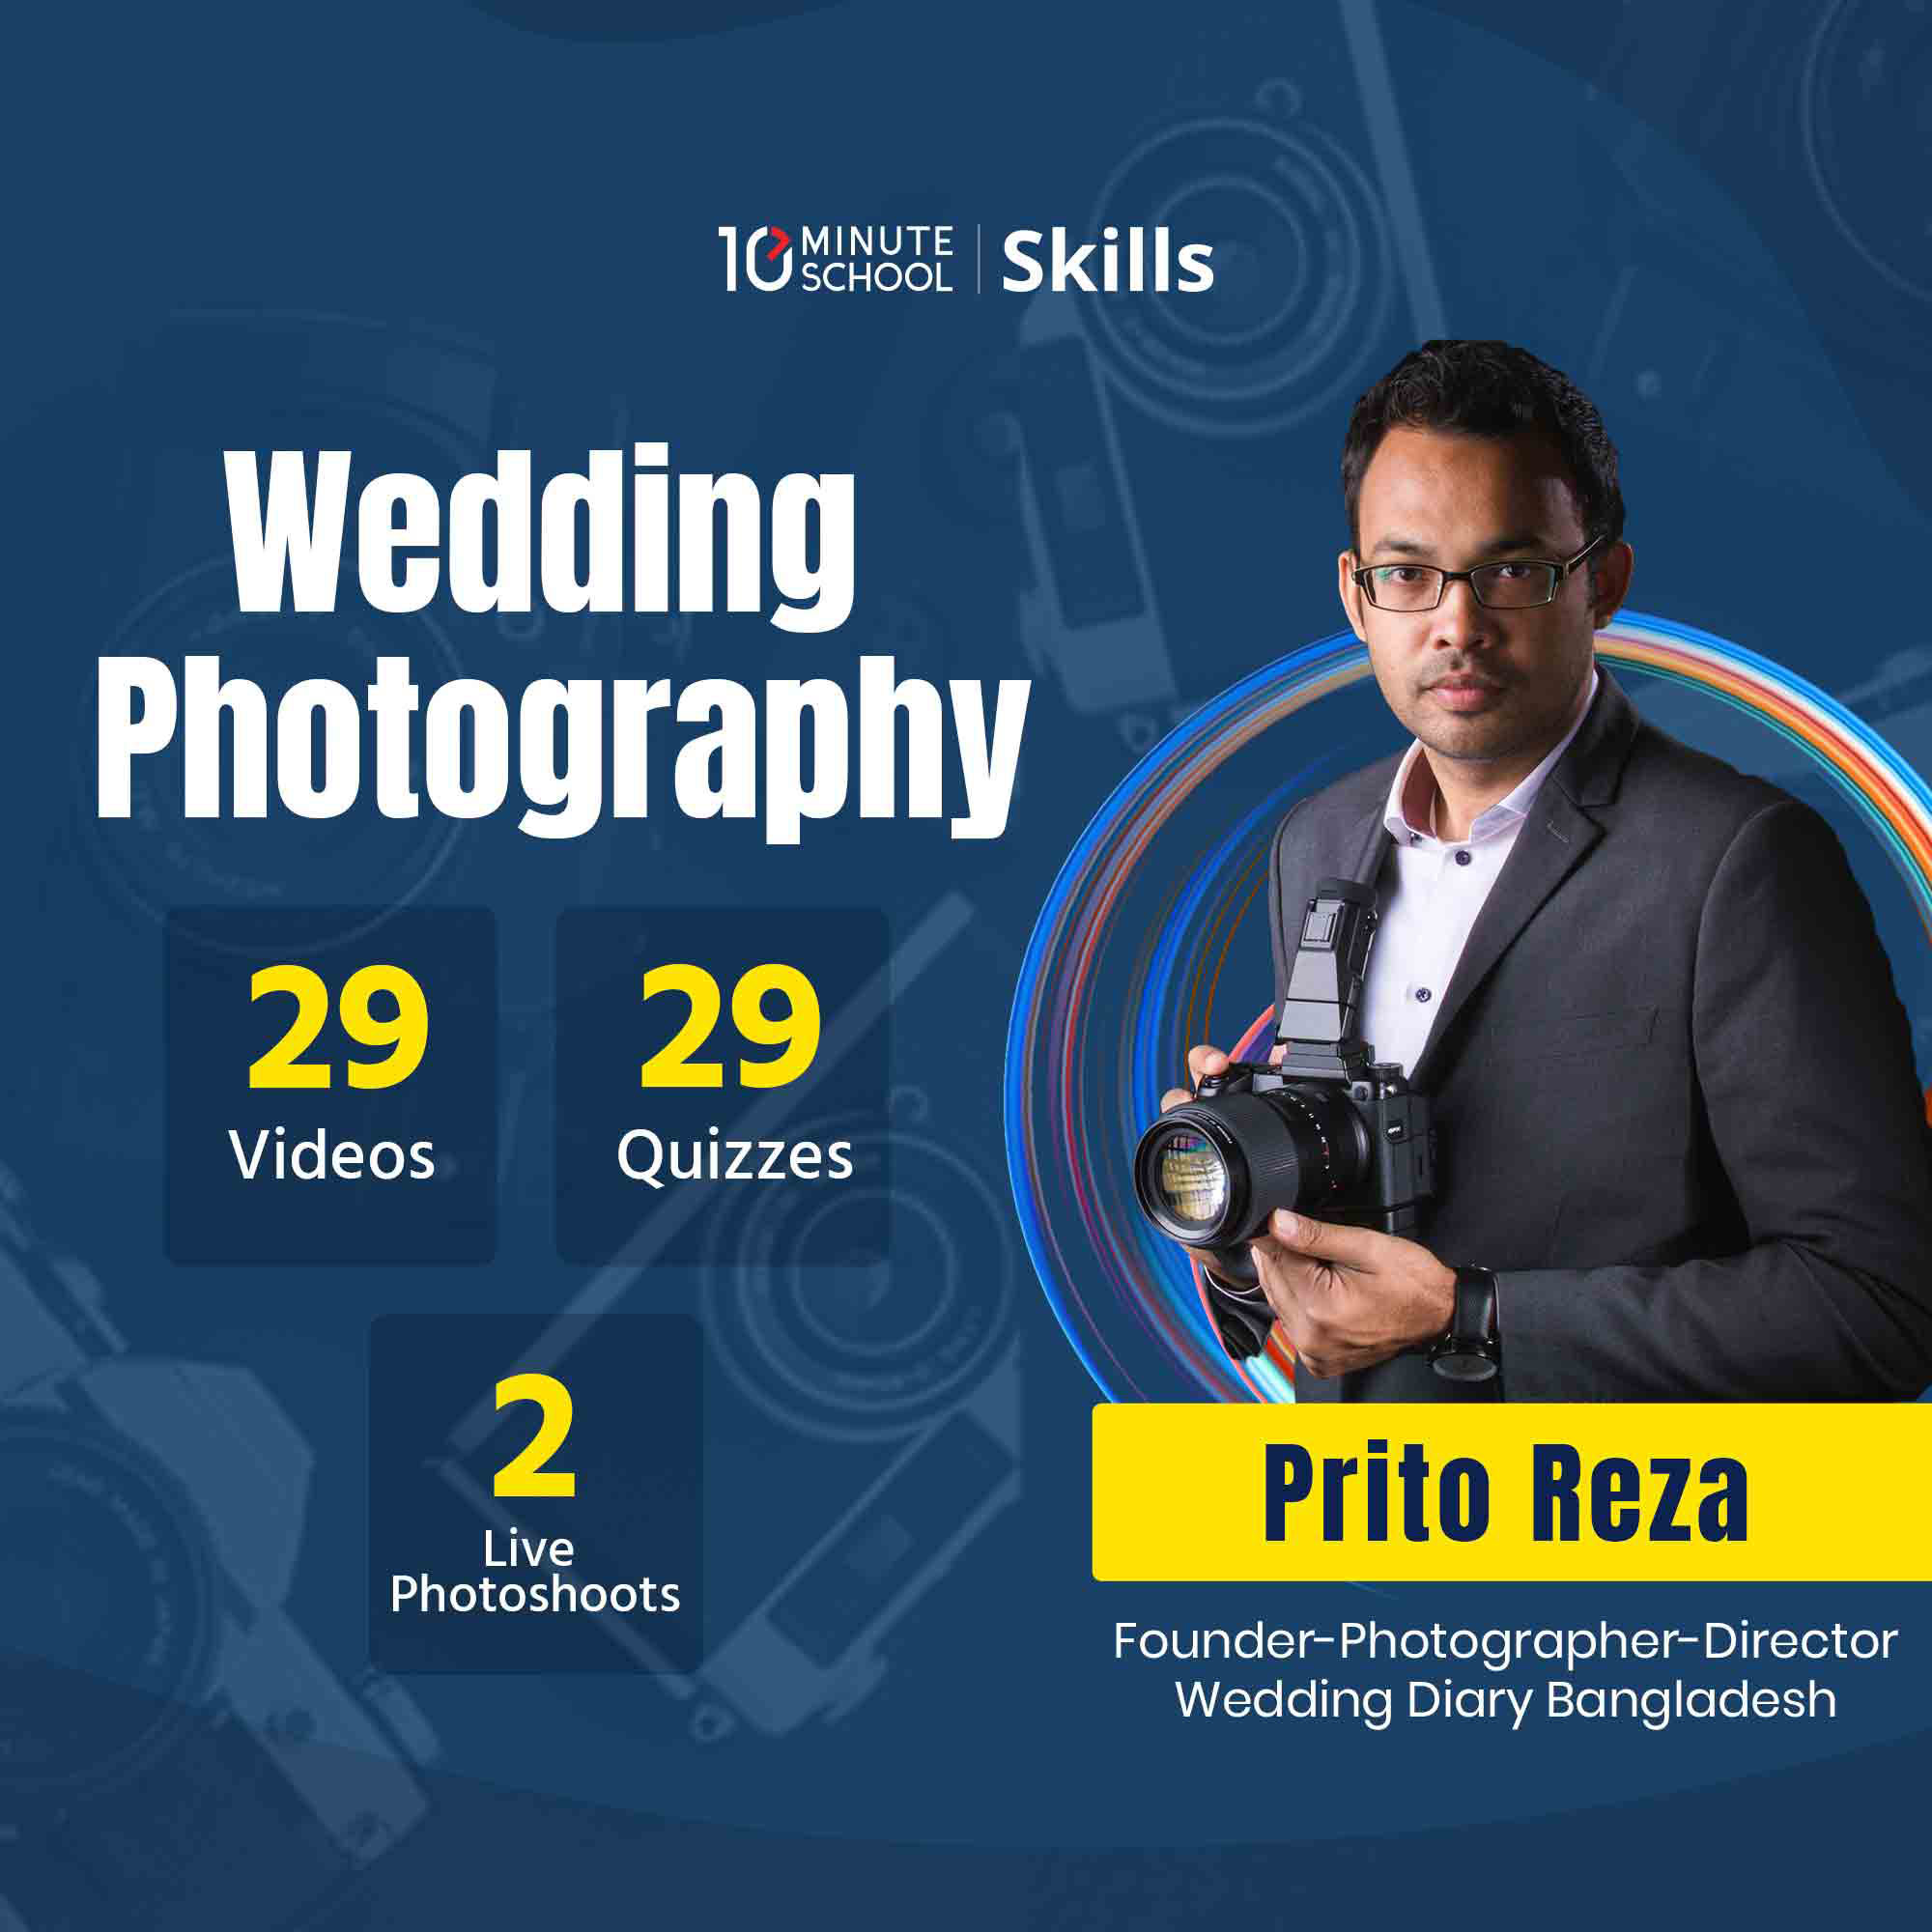 10 MINUTE SCHOOL | Skills
Wedding
Photography
29
Videos
29
Quizzes
2
Live
Photoshoots
Prito Reza
Founder-Photographer-Director
Wedding Diary Bangladesh